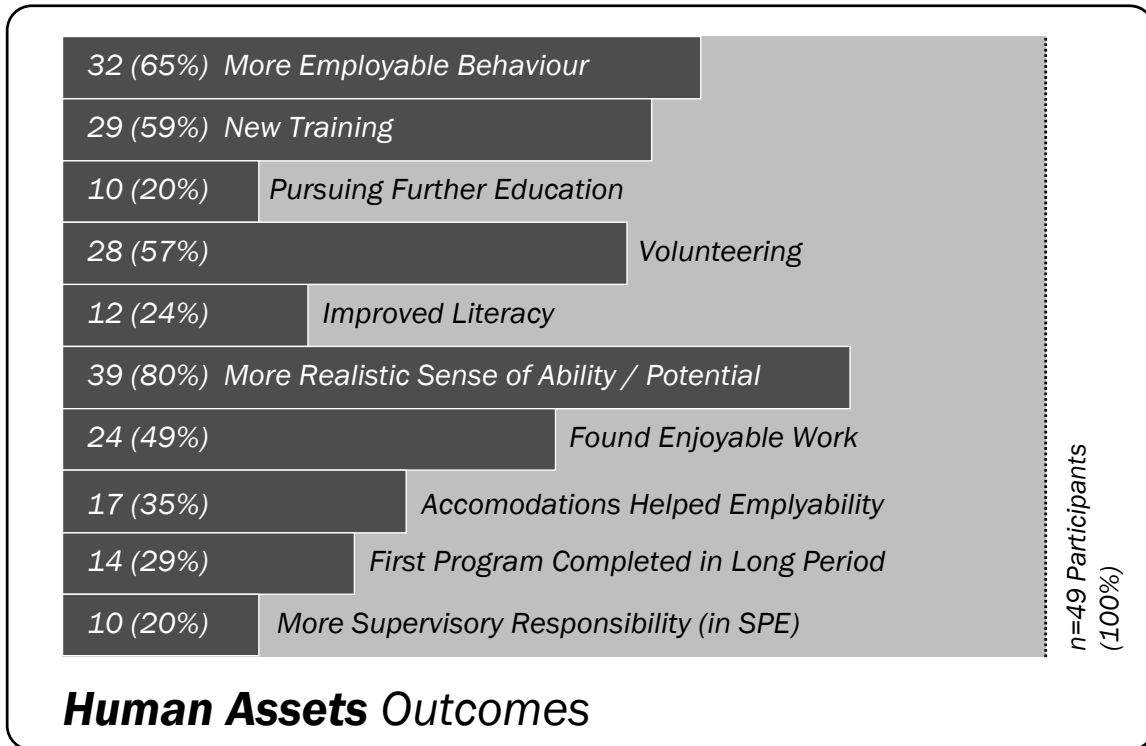 32 (65%) More Employable Behaviour
29 (59%) New Training
10 (20%) Pursuing Further Education
28 (57%) Volunteering
12 (24%) Improved Literacy
39 (80%) More Realistic Sense of Ability / Potential
24 (49%) Found Enjoyable Work
17 (35%) Accomodations Helped Emplyability
14 (29%) First Program Completed in Long Period
10 (20%) More Supervisory Responsibility (in SPE)
n=49 Participants
(100%)
Human Assets Outcomes